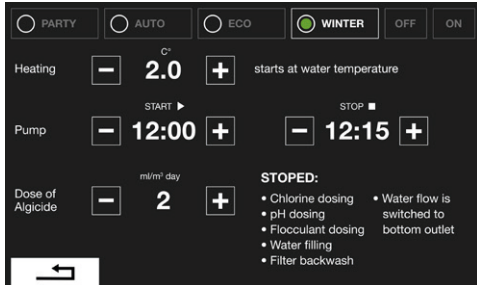 PARTY AUTO ECO WINTER OFF ON
C°
Heating − 2.0 + starts at water temperature
START ▶ STOP ■
Pump − 12:00 + − 12:15 +
ml/m³ day
Dose of
Algicide − 2 +
STOPED:
• Chlorine dosing
• pH dosing
• Flocculant dosing
• Water filling
• Filter backwash
• Water flow is
switched to
bottom outlet